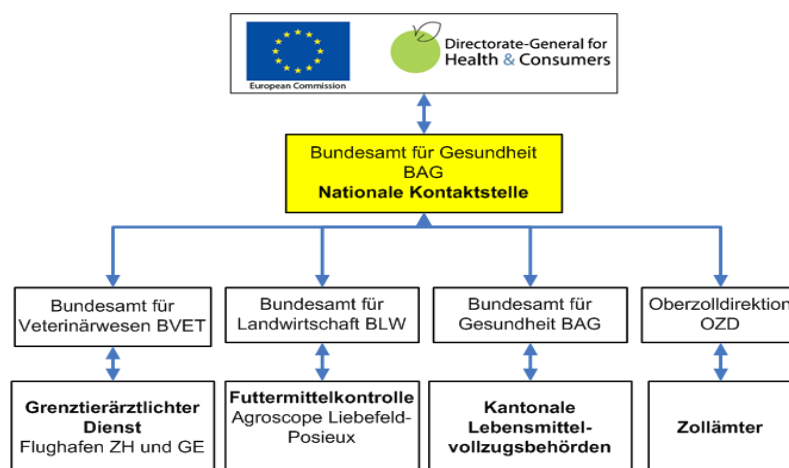 European Commission
Directorate-General for
Health & Consumers
Bundesamt für Gesundheit
BAG
Nationale Kontaktstelle
Bundesamt für
Veterinärwesen BVET
Bundesamt für
Landwirtschaft BLW
Bundesamt für
Gesundheit BAG
Oberzolldirektion
OZD
Grenztierärztlichter
Dienst
Flughafen ZH und GE
Futtermittelkontrolle
Agroscope Liebefeld-
Posieux
Kantonale
Lebensmittel-
vollzugsbehörden
Zollämter